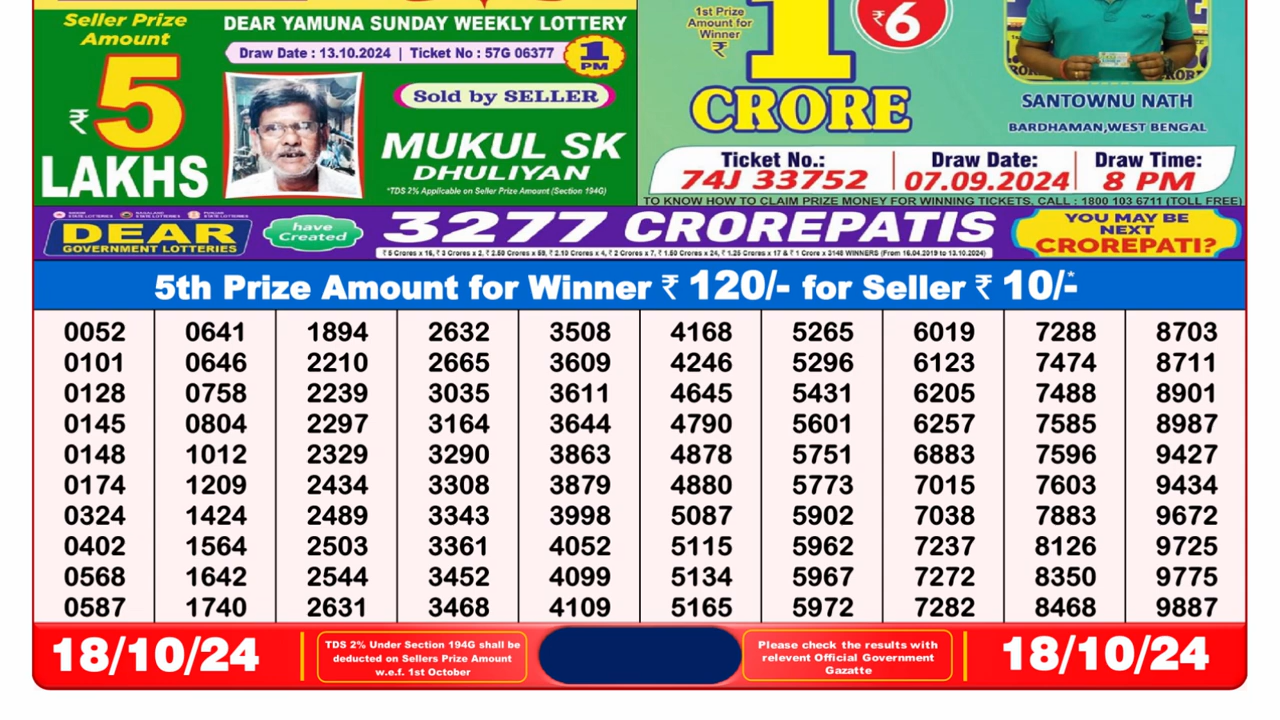 Seller Prize
Amount
₹5
LAKHS
DEAR YAMUNA SUNDAY WEEKLY LOTTERY
Draw Date : 13.10.2024 | Ticket No : 57G 06377
1
PM
Sold by SELLER
MUKUL SK
DHULIYAN
*TDS 2% Applicable on Seller Prize Amount (Section 194G)
1st Prize
Amount for
Winner
₹
1
CRORE
₹6
SANTOWNU NATH
BARDHAMAN,WEST BENGAL
Ticket No.:
74J 33752
Draw Date:
07.09.2024
Draw Time:
8 PM
TO KNOW HOW TO CLAIM PRIZE MONEY FOR WINNING TICKETS, CALL : 1800 103 6711 (TOLL FREE)
DEAR
GOVERNMENT LOTTERIES
have
Created
3277 CROREPATIS
YOU MAY BE
NEXT
CROREPATI?
5th Prize Amount for Winner ₹ 120/- for Seller ₹ 10/-*
0052 0641 1894 2632 3508 4168 5265 6019 7288 8703
0101 0646 2210 2665 3609 4246 5296 6123 7474 8711
0128 0758 2239 3035 3611 4645 5431 6205 7488 8901
0145 0804 2297 3164 3644 4790 5601 6257 7585 8987
0148 1012 2329 3290 3863 4878 5751 6883 7596 9427
0174 1209 2434 3308 3879 4880 5773 7015 7603 9434
0324 1424 2489 3343 3998 5087 5902 7038 7883 9672
0402 1564 2503 3361 4052 5115 5962 7237 8126 9725
0568 1642 2544 3452 4099 5134 5967 7272 8350 9775
0587 1740 2631 3468 4109 5165 5972 7282 8468 9887
18/10/24
TDS 2% Under Section 194G shall be
deducted on Sellers Prize Amount
w.e.f. 1st October
Please check the results with
relevent Official Government
Gazatte
18/10/24